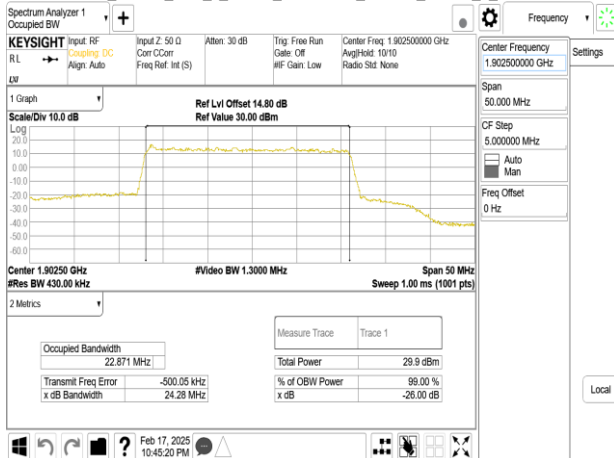 Spectrum Analyzer 1
Occupied BW
+
Frequency
KEYSIGHT
RL
Input: RF
Coupling: DC
Align: Auto
Input Z: 50 Ω
Corr CCorr
Freq Ref: Int (S)
Atten: 30 dB
Trig: Free Run
Gate: Off
#IF Gain: Low
Center Freq: 1.902500000 GHz
Avg|Hold: 10/10
Radio Std: None
LXI
Center Frequency
1.902500000 GHz
Settings
Span
50.000 MHz
CF Step
5.000000 MHz
Auto
Man
Freq Offset
0 Hz
Local
1 Graph
Scale/Div 10.0 dB
Ref Lvl Offset 14.80 dB
Ref Value 30.00 dBm
Log
20.0
10.0
0.00
-10.0
-20.0
-30.0
-40.0
-50.0
-60.0
Center 1.90250 GHz
#Video BW 1.3000 MHz
Span 50 MHz
#Res BW 430.00 kHz
Sweep 1.00 ms (1001 pts)
2 Metrics
Measure Trace Trace 1
Occupied Bandwidth
22.871 MHz
Total Power 29.9 dBm
Transmit Freq Error -500.05 kHz
% of OBW Power 99.00 %
x dB Bandwidth 24.28 MHz
x dB -26.00 dB
?
Feb 17, 2025
10:45:20 PM